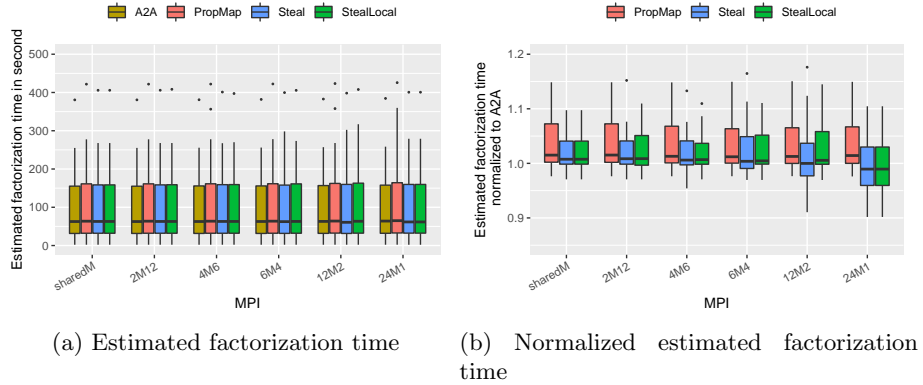 A2A PropMap Steal StealLocal
Estimated factorization time in second
500
400
300
200
100
0
sharedM 2M12 4M6 6M4 12M2 24M1
MPI
(a) Estimated factorization time
PropMap Steal StealLocal
Estimated factorization time
normalized to A2A
1.2
1.1
1.0
0.9
sharedM 2M12 4M6 6M4 12M2 24M1
MPI
(b) Normalized estimated factorization
time